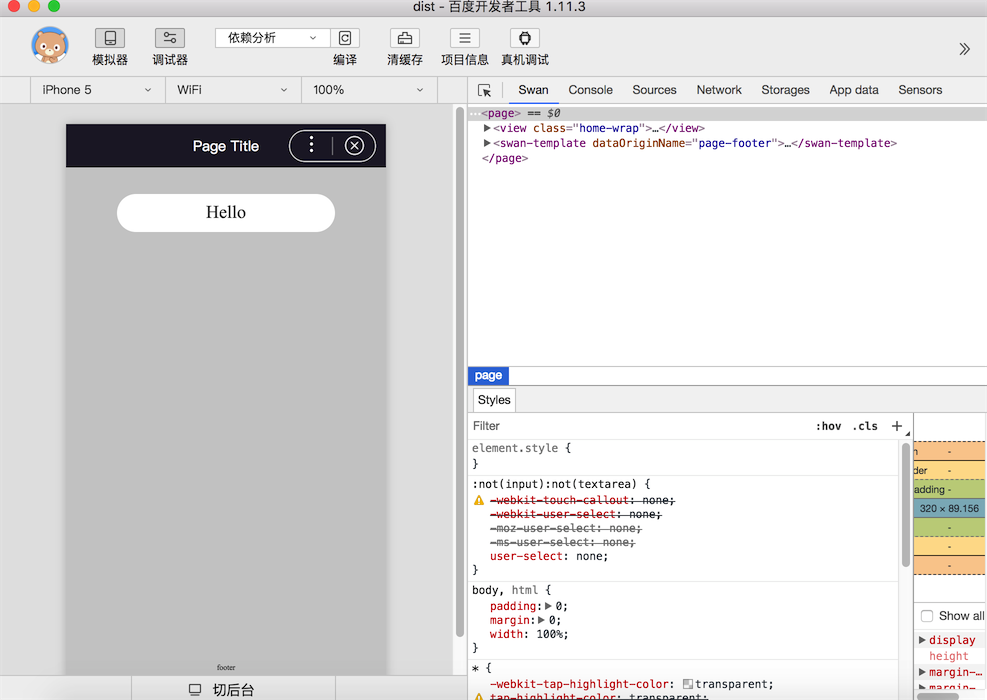 dist - 百度开发者工具 1.11.3
模拟器 调试器 依赖分析 编译 清缓存 项目信息 真机调试
iPhone 5 WiFi 100%
Swan Console Sources Network Storages App data Sensors
…<page> == $0
<view class="home-wrap">…</view>
<swan-template dataOriginName="page-footer">…</swan-template>
</page>
Page Title
Hello
footer
切后台
page
Styles
Filter :hov .cls +
element.style {
}
:not(input):not(textarea) {
-webkit-touch-callout: none;
-webkit-user-select: none;
-moz-user-select: none;
-ms-user-select: none;
user-select: none;
}
body, html {
padding: 0;
margin: 0;
width: 100%;
}
* {
-webkit-tap-highlight-color: transparent;
tap-highlight-color: transparent;
n -
der -
adding -
320 × 89.156
-
-
-
Show all
display
height
margin-…
margin-…